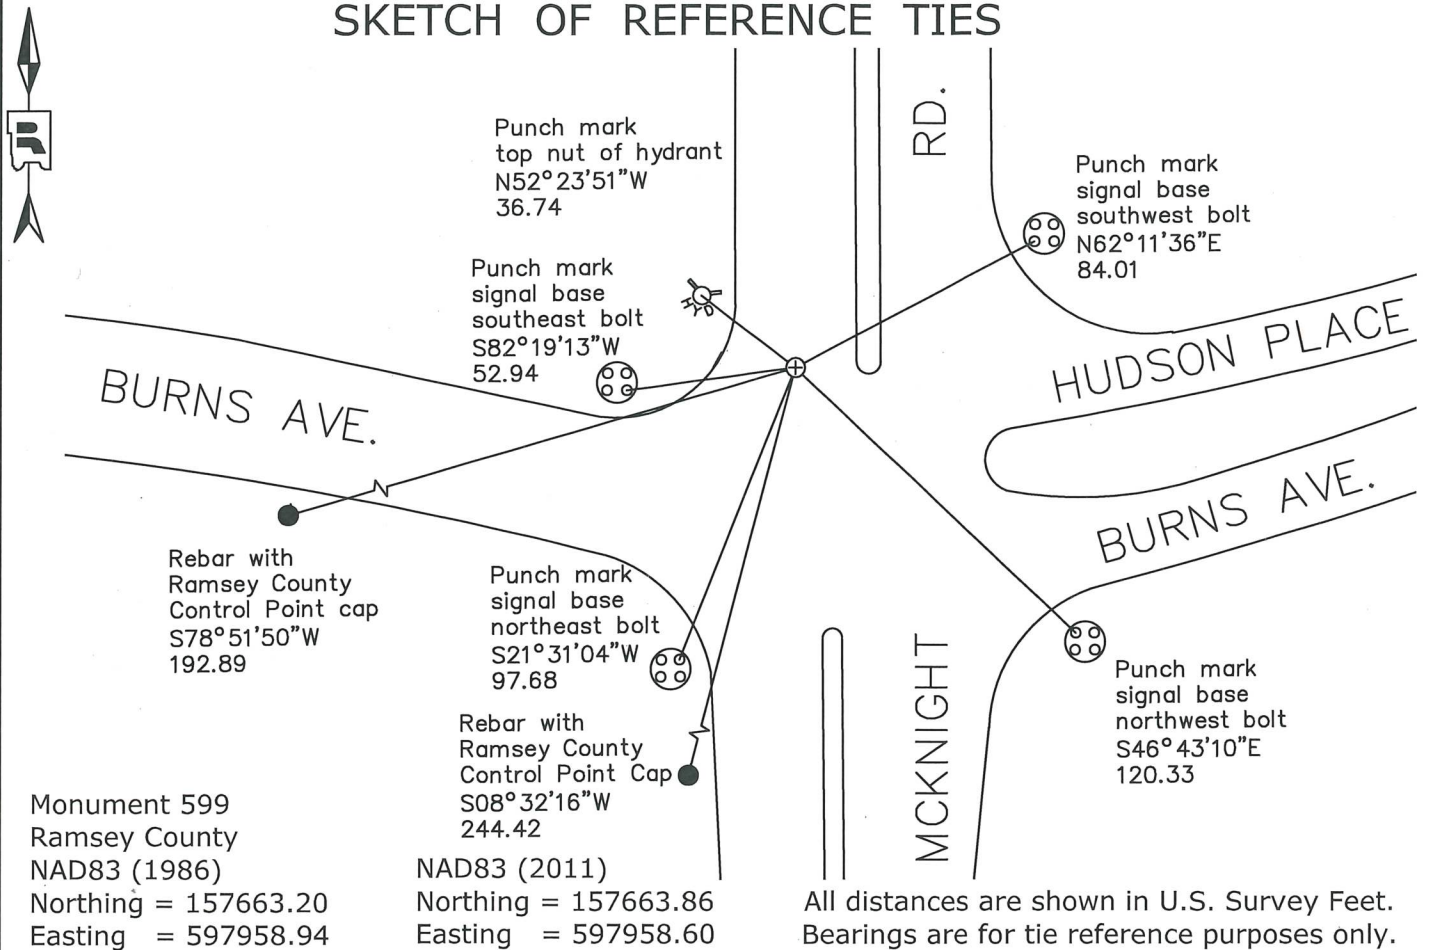 SKETCH OF REFERENCE TIES
R
Punch mark
top nut of hydrant
N52°23'51"W
36.74
RD.
Punch mark
signal base
southwest bolt
N62°11'36"E
84.01
Punch mark
signal base
southeast bolt
S82°19'13"W
52.94
HYD
HUDSON PLACE
BURNS AVE.
BURNS AVE.
Rebar with
Ramsey County
Control Point cap
S78°51'50"W
192.89
Punch mark
signal base
northeast bolt
S21°31'04"W
97.68
MCKNIGHT
Punch mark
signal base
northwest bolt
S46°43'10"E
120.33
Rebar with
Ramsey County
Control Point Cap
S08°32'16"W
244.42
Monument 599
Ramsey County
NAD83 (1986)
Northing = 157663.20
Easting = 597958.94
NAD83 (2011)
Northing = 157663.86
Easting = 597958.60
All distances are shown in U.S. Survey Feet.
Bearings are for tie reference purposes only.